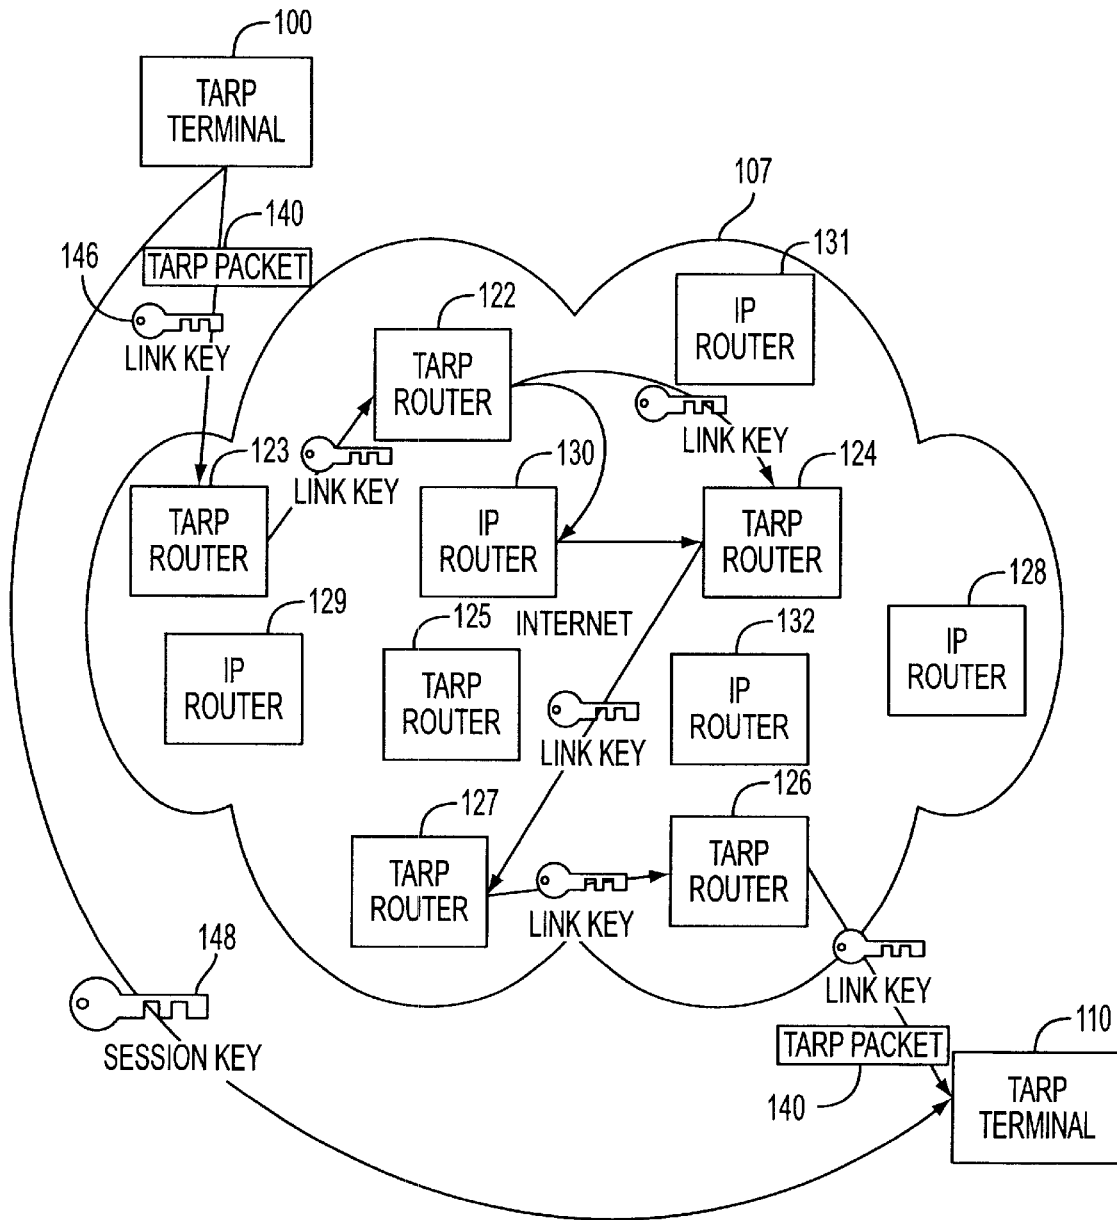 100
TARP
TERMINAL
107
140
TARP PACKET
146
LINK KEY
131
IP
ROUTER
122
TARP
ROUTER
LINK KEY
123
TARP
ROUTER
LINK KEY
130
IP
ROUTER
124
TARP
ROUTER
129
IP
ROUTER
125
TARP
ROUTER
INTERNET
132
IP
ROUTER
128
IP
ROUTER
LINK KEY
127
TARP
ROUTER
126
TARP
ROUTER
LINK KEY
148
SESSION KEY
LINK KEY
TARP PACKET
140
110
TARP
TERMINAL